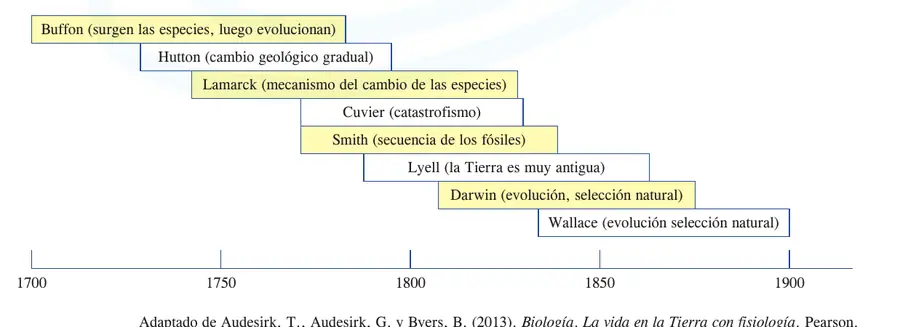 Buffon (surgen las especies, luego evolucionan)
Hutton (cambio geológico gradual)
Lamarck (mecanismo del cambio de las especies)
Cuvier (catastrofismo)
Smith (secuencia de los fósiles)
Lyell (la Tierra es muy antigua)
Darwin (evolución, selección natural)
Wallace (evolución selección natural)
1700 1750 1800 1850 1900
Adaptado de Audesirk, T., Audesirk, G. y Byers, B. (2013). Biología. La vida en la Tierra con fisiología. Pearson.